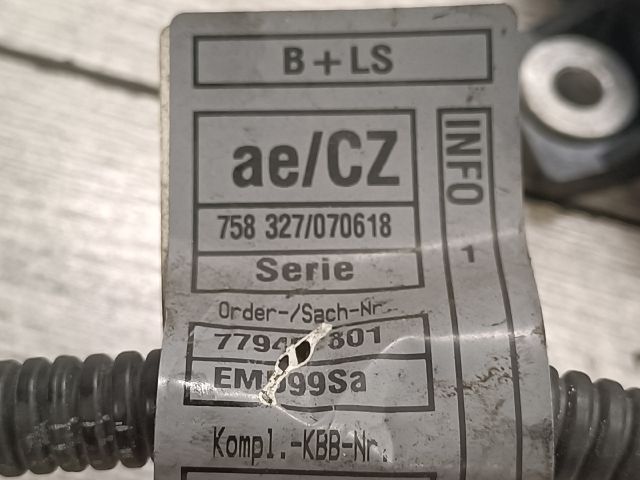 B+LS
ae/CZ
INFO
758 327/070618
1
Serie
Order-/Sach-Nr.
Kompl.-KBB-Nr.